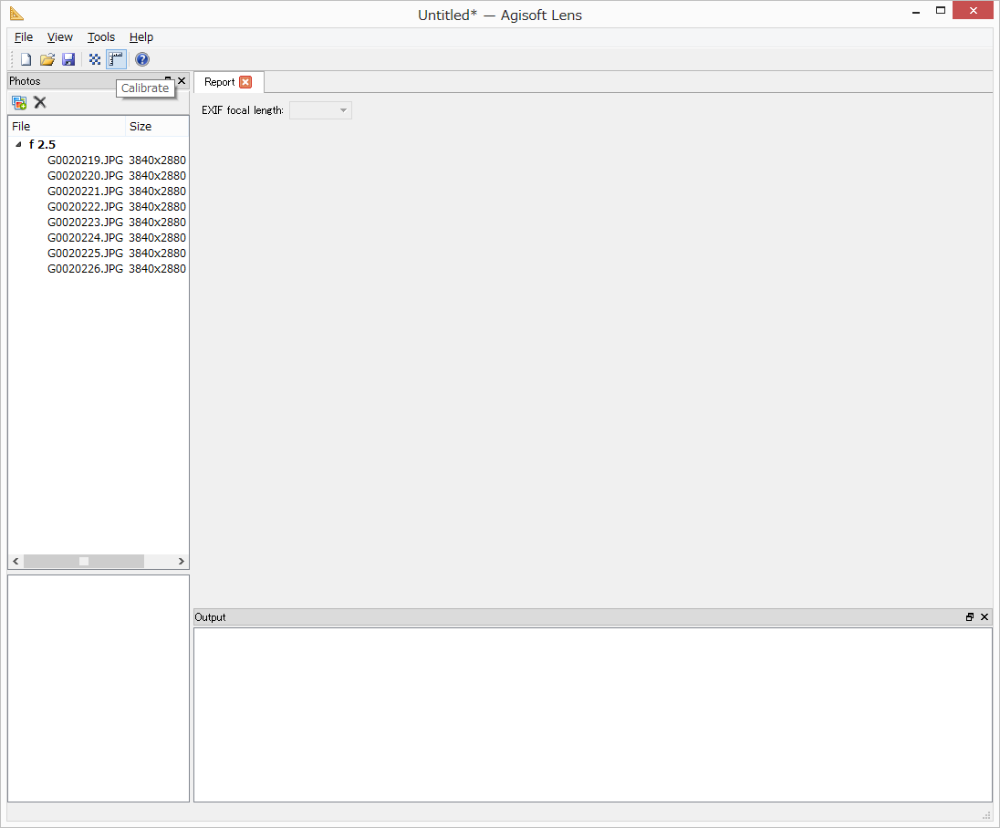 Untitled* — Agisoft Lens
File View Tools Help
Photos
Calibrate
Report
EXIF focal length:
File Size
f 2.5
G0020219.JPG 3840x2880
G0020220.JPG 3840x2880
G0020221.JPG 3840x2880
G0020222.JPG 3840x2880
G0020223.JPG 3840x2880
G0020224.JPG 3840x2880
G0020225.JPG 3840x2880
G0020226.JPG 3840x2880
Output